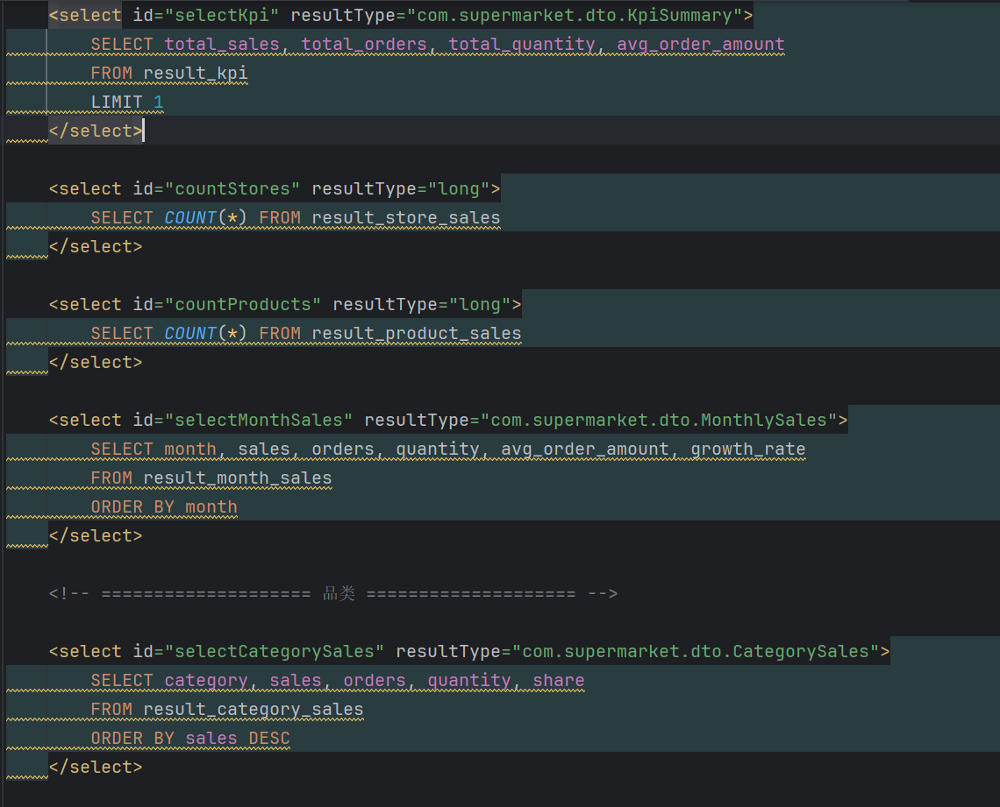 <select id="selectKpi" resultType="com.supermarket.dto.KpiSummary">
SELECT total_sales, total_orders, total_quantity, avg_order_amount
FROM result_kpi
LIMIT 1
</select>
<select id="countStores" resultType="long">
SELECT COUNT(*) FROM result_store_sales
</select>
<select id="countProducts" resultType="long">
SELECT COUNT(*) FROM result_product_sales
</select>
<select id="selectMonthSales" resultType="com.supermarket.dto.MonthlySales">
SELECT month, sales, orders, quantity, avg_order_amount, growth_rate
FROM result_month_sales
ORDER BY month
</select>
<!-- ==================== 品类 ==================== -->
<select id="selectCategorySales" resultType="com.supermarket.dto.CategorySales">
SELECT category, sales, orders, quantity, share
FROM result_category_sales
ORDER BY sales DESC
</select>